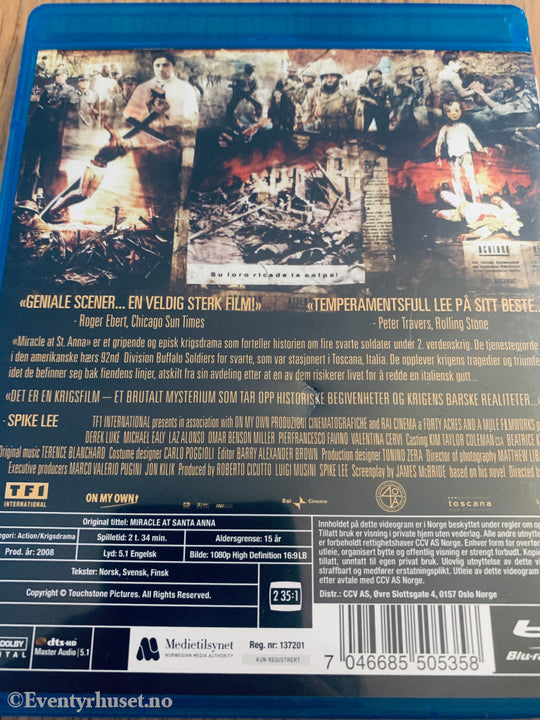 Su loro ricade la colpa!
«GENIALE SCENER... EN VELDIG STERK FILM!»
- Roger Ebert, Chicago Sun Times
«TEMPERAMENTSFULL LEE PÅ SITT BESTE...
- Peter Travers, Rolling Stone
«Miracle at St. Anna» er et gripende og episk krigsdrama som forteller historien om fire svarte soldater under 2. verdenskrig. De tjenestegjorde
i den amerikanske hærs 92nd Division Buffalo Soldiers for svarte, som var stasjonert i Toscana, Italia. De opplever krigens tragedier og triumfer
idet de befinner seg bak fiendens linjer, atskilt fra sin avdeling etter at en av dem risikerer livet for å redde en italiensk gutt...
«DET ER EN KRIGSFILM – ET BRUTALT MYSTERIUM SOM TAR OPP HISTORISKE BEGIVENHETER OG KRIGENS BARSKE REALITETER...»
- SPIKE LEE
TF1 INTERNATIONAL presents in association with ON MY OWN PRODUZIONI CINEMATOGRAFICHE and RAI CINEMA a FORTY ACRES AND A MULE FILMWORKS
DEREK LUKE MICHAEL EALY LAZ ALONSO OMAR BENSON MILLER PIERFRANCESCO FAVINO VALENTINA CERVI Casting KIM TAYLOR COLEMAN BEATRICE
Original music TERENCE BLANCHARD Costume designer CARLO POGGIOLI Editor BARRY ALEXANDER BROWN Production designer TONINO ZERA Director of photography MATTHEW
Executive producers MARCO VALERIO PUGINI JON KILIK Produced by ROBERTO CICUTTO LUIGI MUSINI SPIKE LEE Screenplay by JAMES McBRIDE based on his novel Directed
TF1
INTERNATIONAL
ON MY OWN!
Rai Cinema
toscana
Original tittel: MIRACLE AT SANTA ANNA
Kategori: Action/Krigsdrama
Spilletid: 2 t. 34 min.
Aldersgrense: 15 år
Prod. år: 2008
Lyd: 5.1 Engelsk
Bilde: 1080p High Definition 16:9LB
Tekster: Norsk, Svensk, Finsk
Copyright © Touchstone Pictures. All rights reserved.
2 35:1
Innholdet på dette videogram er i Norge beskyttet under regler om
Tillatt bruk er visning i private hjem uten vederlag. Alle andre
er forbeholdt rettighetshaver CCV AS Norge. Enhver form for
utleie, organisert bytte og offentlig visning er strengt forbudt.
tillatt, unntatt til egen privat bruk. Ulovlig utnyttelse av dette
straffbart og medfører erstatningsplikt. Utleie av dette videogram
etter avtale med CCV AS Norge.
Distr.: CCV AS, Øvre Slottsgate 4, 0157 Oslo Norge
DOLBY
DIGITAL
dts-HD
Master Audio 5.1
Medietilsynet
NORWEGIAN MEDIA AUTHORITY
Reg. nr: 137201
KUN REGISTRERT
7 046685 505358
Blu-ra
©Eventyrhuset.no